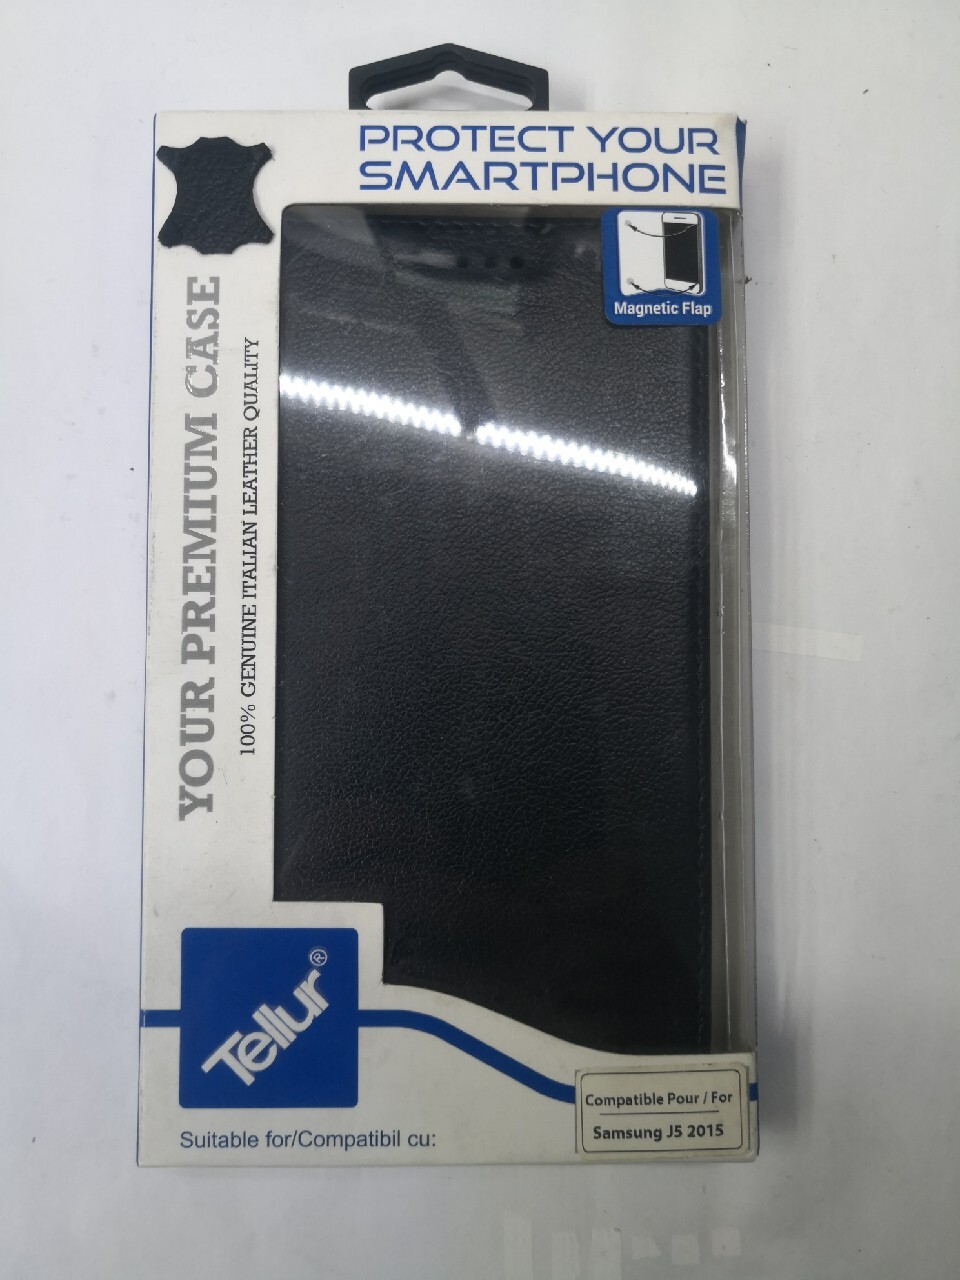 PROTECT YOUR
SMARTPHONE
Magnetic Flap
YOUR PREMIUM CASE
100% GENUINE ITALIAN LEATHER QUALITY
Tellur®
Suitable for/Compatibil cu:
Compatible Pour / For
Samsung J5 2015